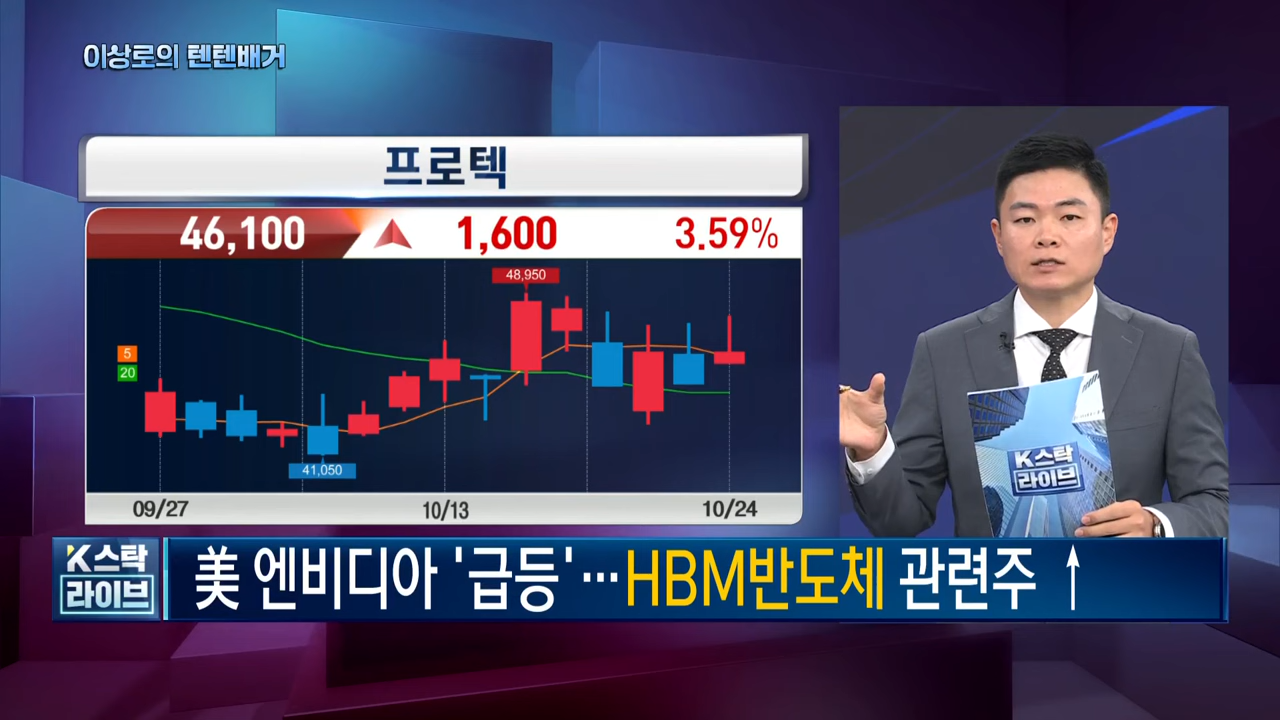 이상로의 텐텐배거
프로텍
46,100 ▲ 1,600 3.59%
48,950
5
20
41,050
09/27 10/13 10/24
K스탁
라이브
K스탁
라이브
美 엔비디아 '급등'…HBM반도체 관련주 ↑